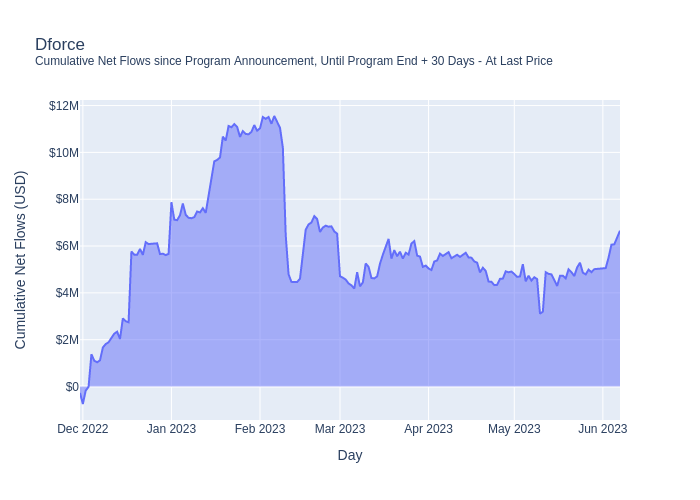 Dforce
Cumulative Net Flows since Program Announcement, Until Program End + 30 Days - At Last Price
Cumulative Net Flows (USD)
$12M
$10M
$8M
$6M
$4M
$2M
$0
Dec 2022 Jan 2023 Feb 2023 Mar 2023 Apr 2023 May 2023 Jun 2023
Day